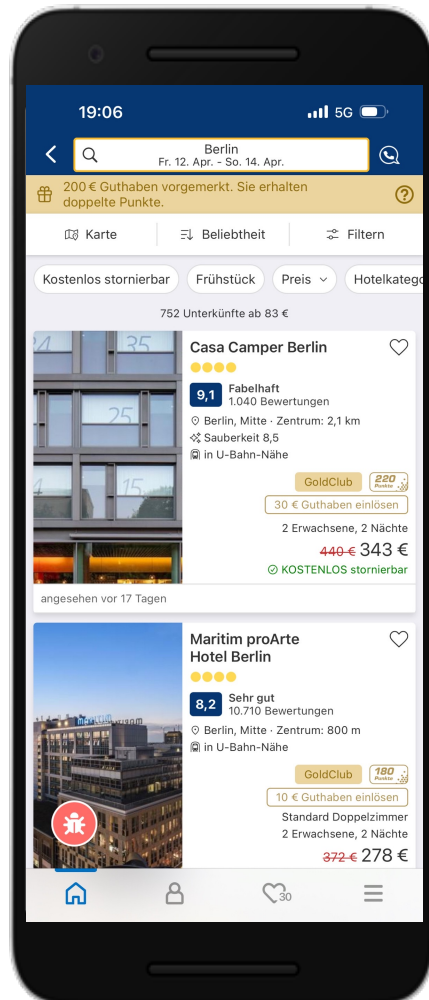 19:06
5G
Berlin
Fr. 12. Apr. - So. 14. Apr.
200 € Guthaben vorgemerkt. Sie erhalten
doppelte Punkte.
Karte
Beliebtheit
Filtern
Kostenlos stornierbar
Frühstück
Preis
Hotelkatego
752 Unterkünfte ab 83 €
24
35
25
15
Casa Camper Berlin
9,1
Fabelhaft
1.040 Bewertungen
Berlin, Mitte · Zentrum: 2,1 km
Sauberkeit 8,5
in U-Bahn-Nähe
GoldClub
220
Punkte
30 € Guthaben einlösen
2 Erwachsene, 2 Nächte
440 € 343 €
KOSTENLOS stornierbar
angesehen vor 17 Tagen
Maritim proArte
Hotel Berlin
8,2
Sehr gut
10.710 Bewertungen
Berlin, Mitte · Zentrum: 800 m
in U-Bahn-Nähe
GoldClub
180
Punkte
10 € Guthaben einlösen
Standard Doppelzimmer
2 Erwachsene, 2 Nächte
372 € 278 €
30